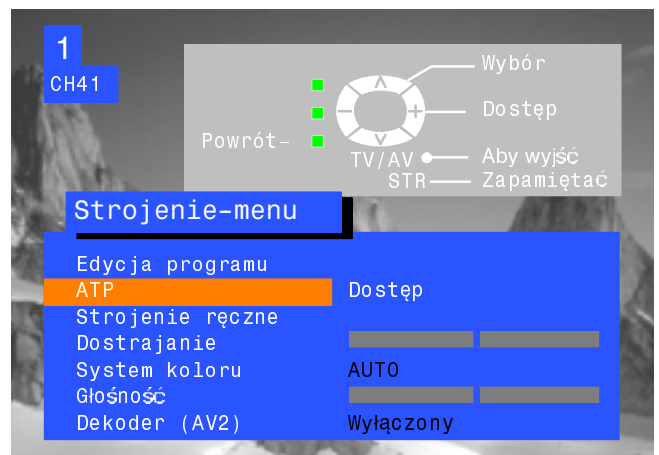 1
CH41
Wybór
Dostęp
Powrót–
TV/AV Aby wyjść
STR Zapamiętać
Strojenie-menu
Edycja programu
ATP Dostęp
Strojenie ręczne
Dostrajanie
System koloru AUTO
Głośność
Dekoder (AV2) Wyłączony